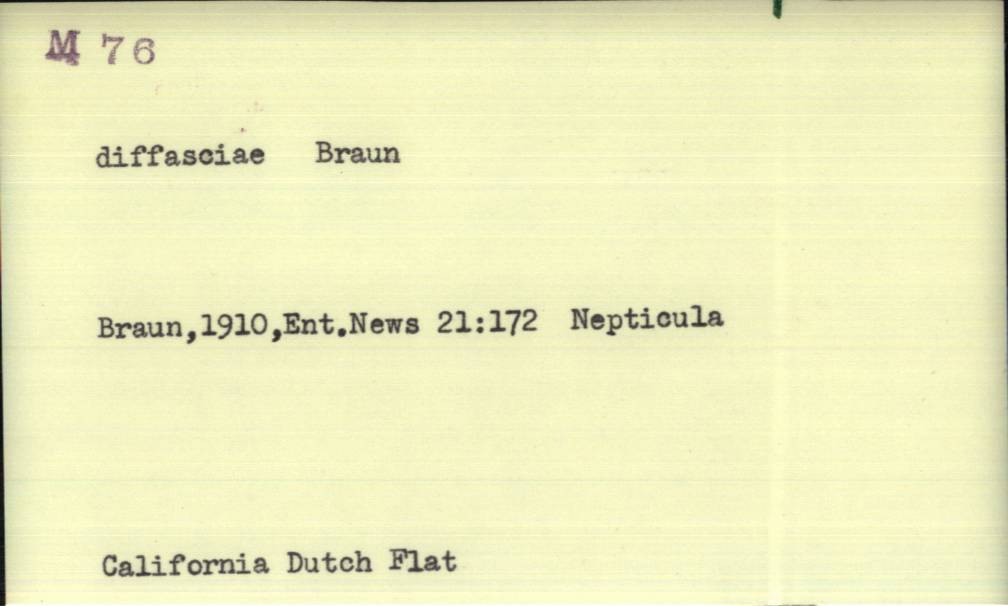 M 76
diffasciae Braun
Braun,1910,Ent.News 21:172 Nepticula
California Dutch Flat